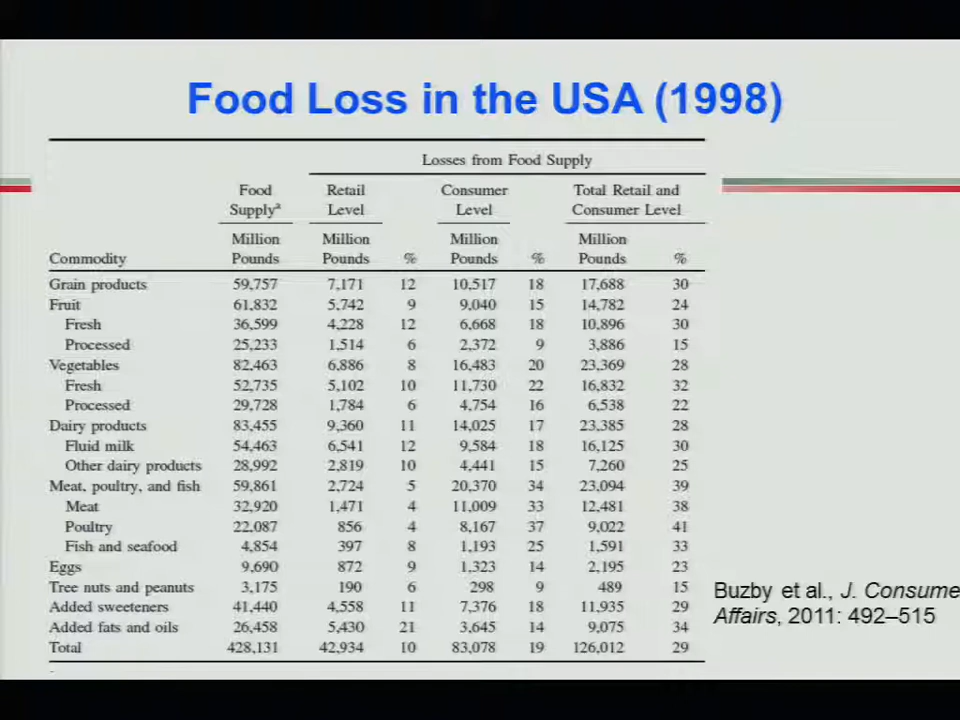 Food Loss in the USA (1998)
Losses from Food Supply
Food Retail Consumer Total Retail and
Supplyᵃ Level Level Consumer Level
Million Million Million Million
Commodity Pounds Pounds % Pounds % Pounds %
Grain products 59,757 7,171 12 10,517 18 17,688 30
Fruit 61,832 5,742 9 9,040 15 14,782 24
Fresh 36,599 4,228 12 6,668 18 10,896 30
Processed 25,233 1,514 6 2,372 9 3,886 15
Vegetables 82,463 6,886 8 16,483 20 23,369 28
Fresh 52,735 5,102 10 11,730 22 16,832 32
Processed 29,728 1,784 6 4,754 16 6,538 22
Dairy products 83,455 9,360 11 14,025 17 23,385 28
Fluid milk 54,463 6,541 12 9,584 18 16,125 30
Other dairy products 28,992 2,819 10 4,441 15 7,260 25
Meat, poultry, and fish 59,861 2,724 5 20,370 34 23,094 39
Meat 32,920 1,471 4 11,009 33 12,481 38
Poultry 22,087 856 4 8,167 37 9,022 41
Fish and seafood 4,854 397 8 1,193 25 1,591 33
Eggs 9,690 872 9 1,323 14 2,195 23
Tree nuts and peanuts 3,175 190 6 298 9 489 15
Added sweeteners 41,440 4,558 11 7,376 18 11,935 29
Added fats and oils 26,458 5,430 21 3,645 14 9,075 34
Total 428,131 42,934 10 83,078 19 126,012 29
Buzby et al., J. Consume
Affairs, 2011: 492–515